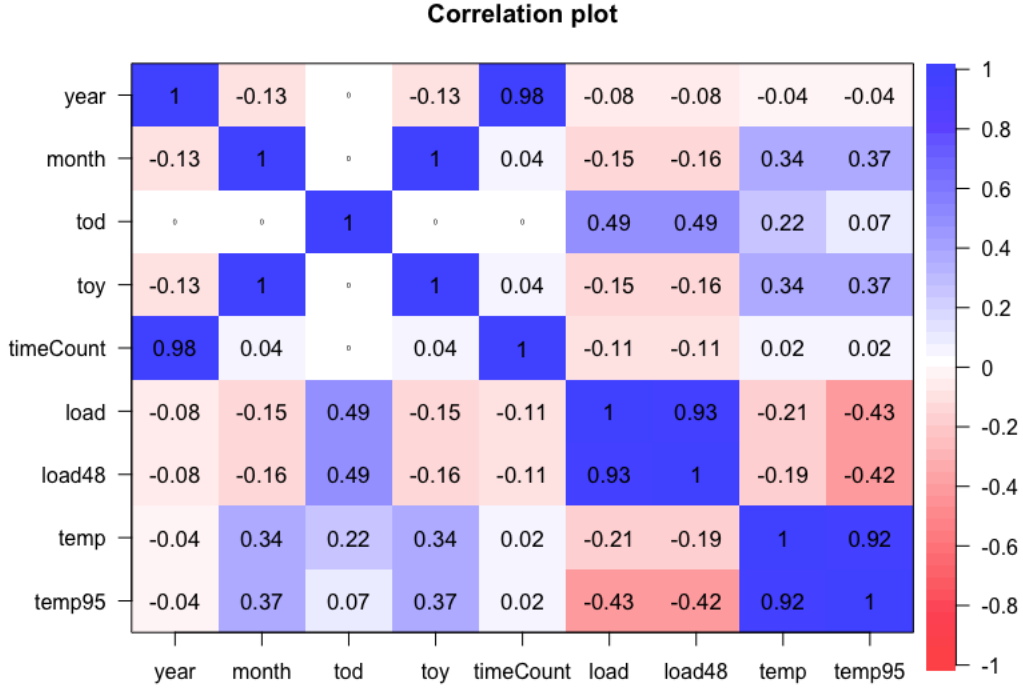 Correlation plot
year 1 -0.13 0 -0.13 0.98 -0.08 -0.08 -0.04 -0.04
month -0.13 1 0 1 0.04 -0.15 -0.16 0.34 0.37
tod 0 0 1 0 0 0.49 0.49 0.22 0.07
toy -0.13 1 0 1 0.04 -0.15 -0.16 0.34 0.37
timeCount 0.98 0.04 0 0.04 1 -0.11 -0.11 0.02 0.02
load -0.08 -0.15 0.49 -0.15 -0.11 1 0.93 -0.21 -0.43
load48 -0.08 -0.16 0.49 -0.16 -0.11 0.93 1 -0.19 -0.42
temp -0.04 0.34 0.22 0.34 0.02 -0.21 -0.19 1 0.92
temp95 -0.04 0.37 0.07 0.37 0.02 -0.43 -0.42 0.92 1
year month tod toy timeCount load load48 temp temp95
1
0.8
0.6
0.4
0.2
0
-0.2
-0.4
-0.6
-0.8
-1